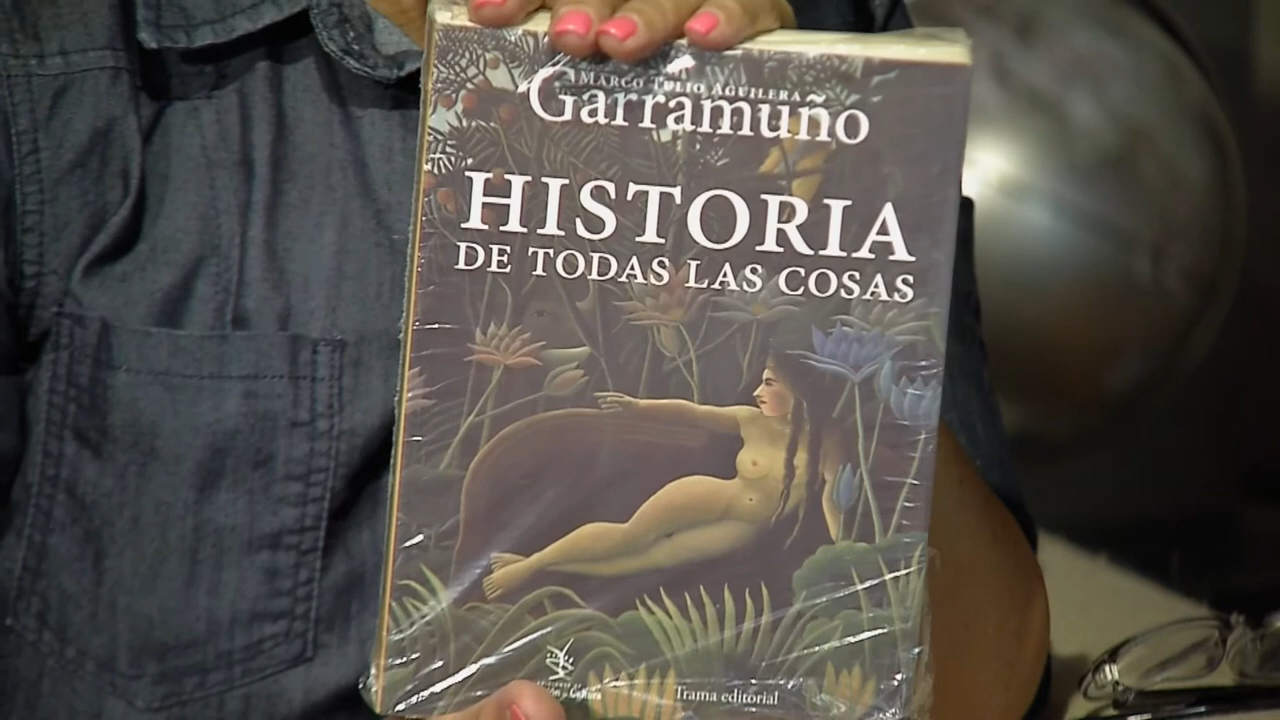 MARCO TULIO AGUILERA
Garramuño
HISTORIA
DE TODAS LAS COSAS
Trama editorial